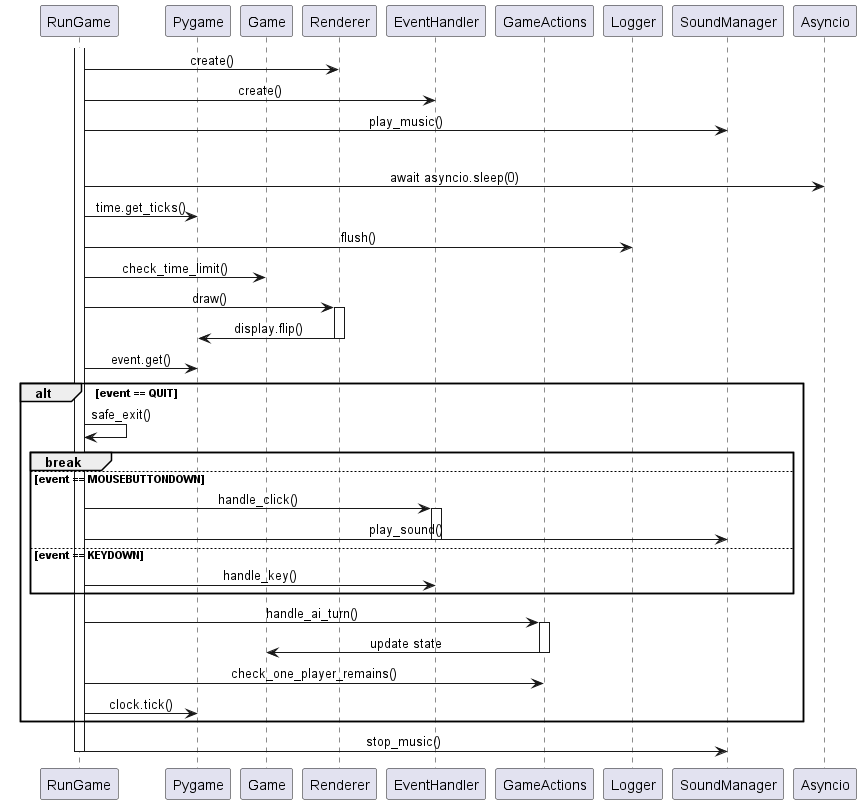 RunGame Pygame Game Renderer EventHandler GameActions Logger SoundManager Asyncio
create()
create()
play_music()
await asyncio.sleep(0)
time.get_ticks()
flush()
check_time_limit()
draw()
display.flip()
event.get()
alt [event == QUIT]
safe_exit()
break
[event == MOUSEBUTTONDOWN]
handle_click()
play_sound()
[event == KEYDOWN]
handle_key()
handle_ai_turn()
update state
check_one_player_remains()
clock.tick()
stop_music()
RunGame Pygame Game Renderer EventHandler GameActions Logger SoundManager Asyncio